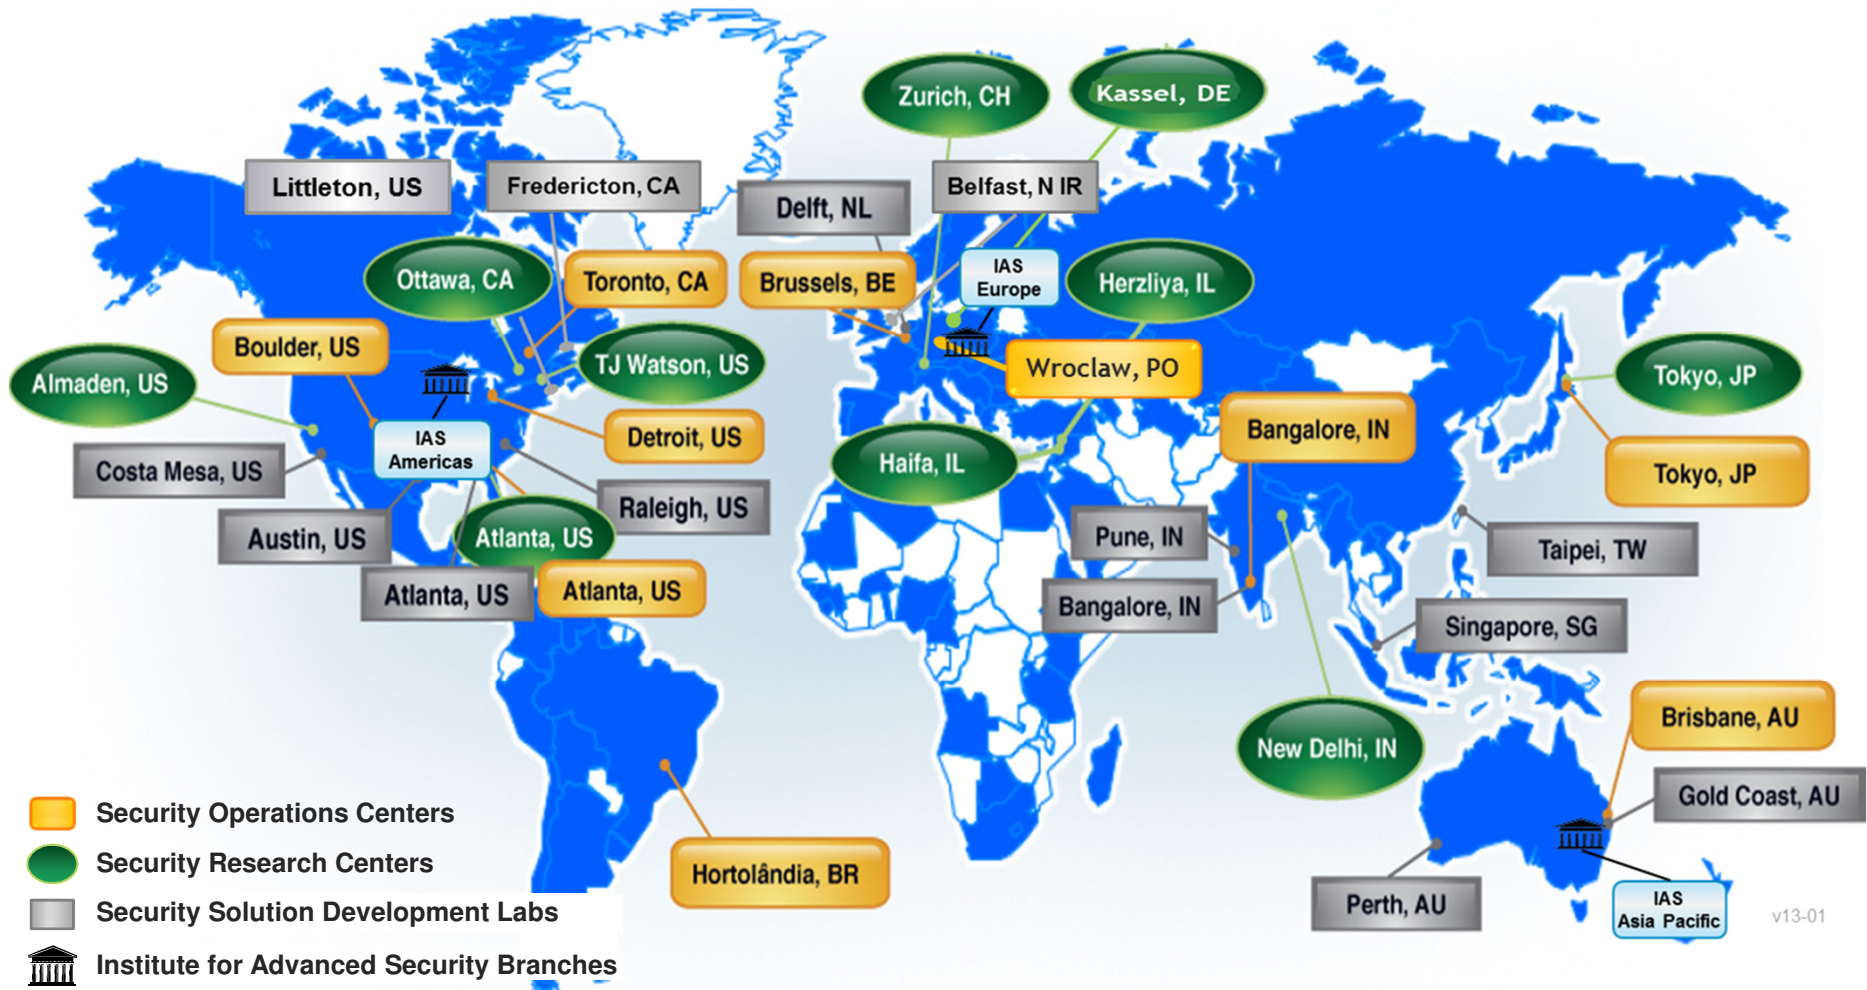 Zurich, CH
Kassel, DE
Littleton, US
Fredericton, CA
Delft, NL
Belfast, N IR
Ottawa, CA
Toronto, CA
Brussels, BE
IAS
Europe
Herzliya, IL
Boulder, US
Almaden, US
TJ Watson, US
Wroclaw, PO
Tokyo, JP
Detroit, US
IAS
Americas
Bangalore, IN
Costa Mesa, US
Haifa, IL
Tokyo, JP
Raleigh, US
Austin, US
Atlanta, US
Pune, IN
Taipei, TW
Atlanta, US
Atlanta, US
Bangalore, IN
Singapore, SG
Brisbane, AU
New Delhi, IN
Gold Coast, AU
Hortolândia, BR
Perth, AU
IAS
Asia Pacific
v13-01
Security Operations Centers
Security Research Centers
Security Solution Development Labs
Institute for Advanced Security Branches